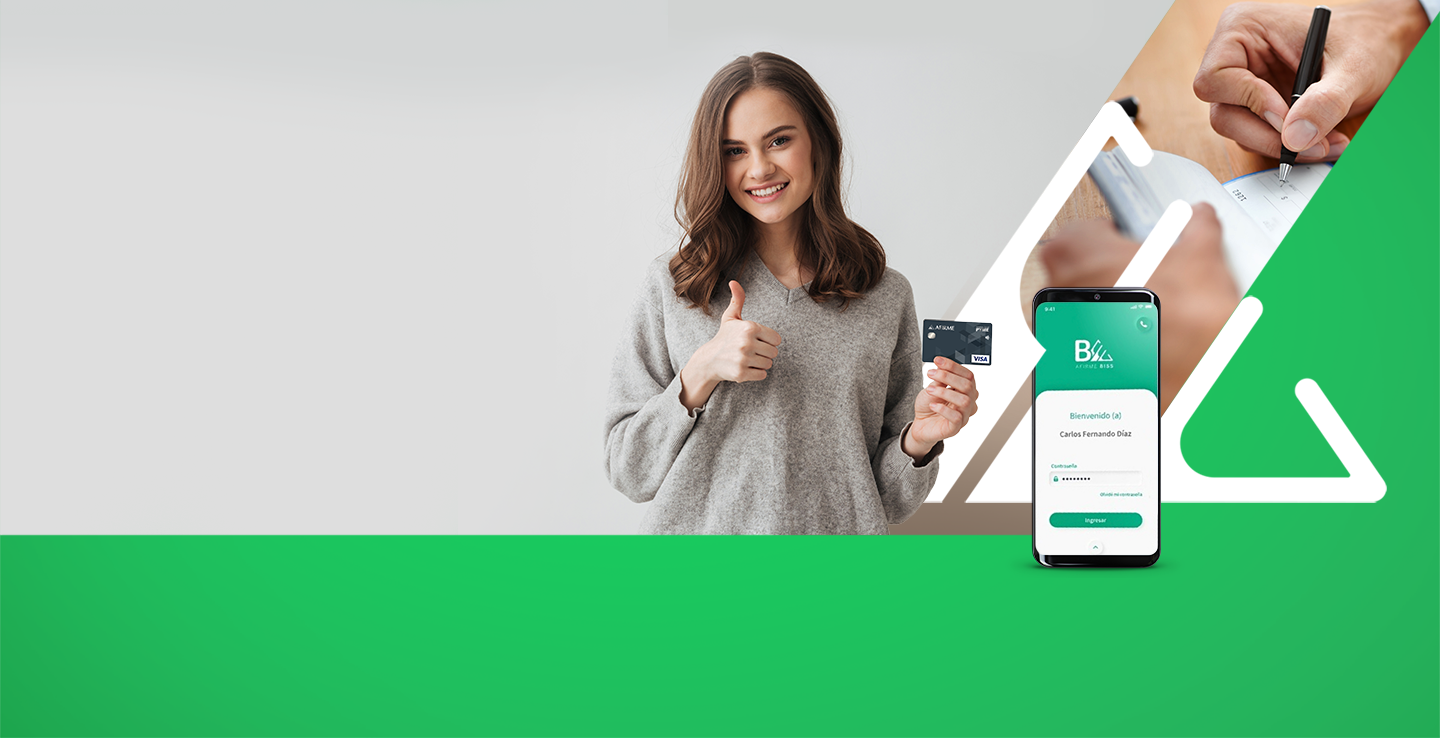 AFIRME
VISA
9:41
B
AFIRME BISS
Bienvenido (a)
Carlos Fernando Díaz
Contraseña
••••••••
Olvidé mi contraseña
Ingresar